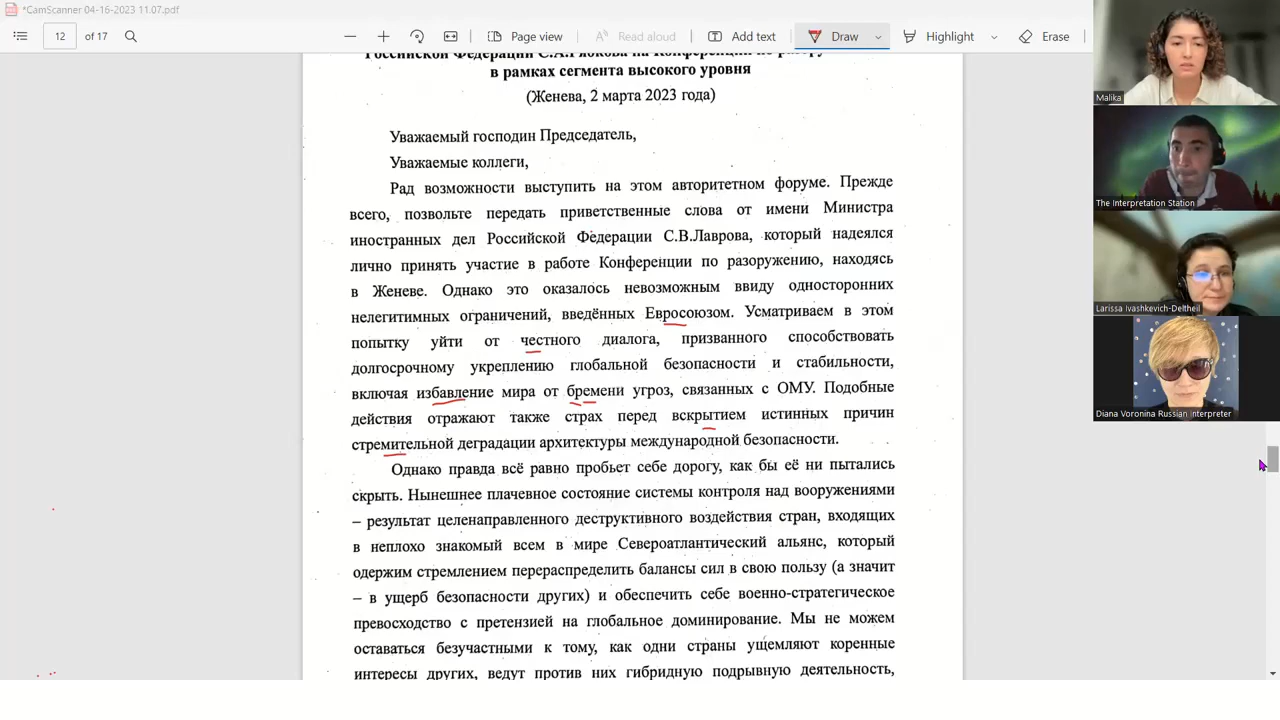 *CamScanner 04-16-2023 11.07.pdf
12 of 17
Page view
Read aloud
Add text
Draw
Highlight
Erase
Российской Федерации С.А.Рябкова на Конференции по
в рамках сегмента высокого уровня
(Женева, 2 марта 2023 года)
Уважаемый господин Председатель,
Уважаемые коллеги,
Рад возможности выступить на этом авторитетном форуме. Прежде
всего, позвольте передать приветственные слова от имени Министра
иностранных дел Российской Федерации С.В.Лаврова, который надеялся
лично принять участие в работе Конференции по разоружению, находясь
в Женеве. Однако это оказалось невозможным ввиду односторонних
нелегитимных ограничений, введённых Евросоюзом. Усматриваем в этом
попытку уйти от честного диалога, призванного способствовать
долгосрочному укреплению глобальной безопасности и стабильности,
включая избавление мира от бремени угроз, связанных с ОМУ. Подобные
действия отражают также страх перед вскрытием истинных причин
стремительной деградации архитектуры международной безопасности.
Однако правда всё равно пробьет себе дорогу, как бы её ни пытались
скрыть. Нынешнее плачевное состояние системы контроля над вооружениями
– результат целенаправленного деструктивного воздействия стран, входящих
в неплохо знакомый всем в мире Североатлантический альянс, который
одержим стремлением перераспределить балансы сил в свою пользу (а значит
– в ущерб безопасности других) и обеспечить себе военно-стратегическое
превосходство с претензией на глобальное доминирование. Мы не можем
оставаться безучастными к тому, как одни страны ущемляют коренные
интересы других, ведут против них гибридную подрывную деятельность,
Malika
The Interpretation Station
Larissa Ivashkevich-Deltheil
Diana Voronina Russian Interpreter